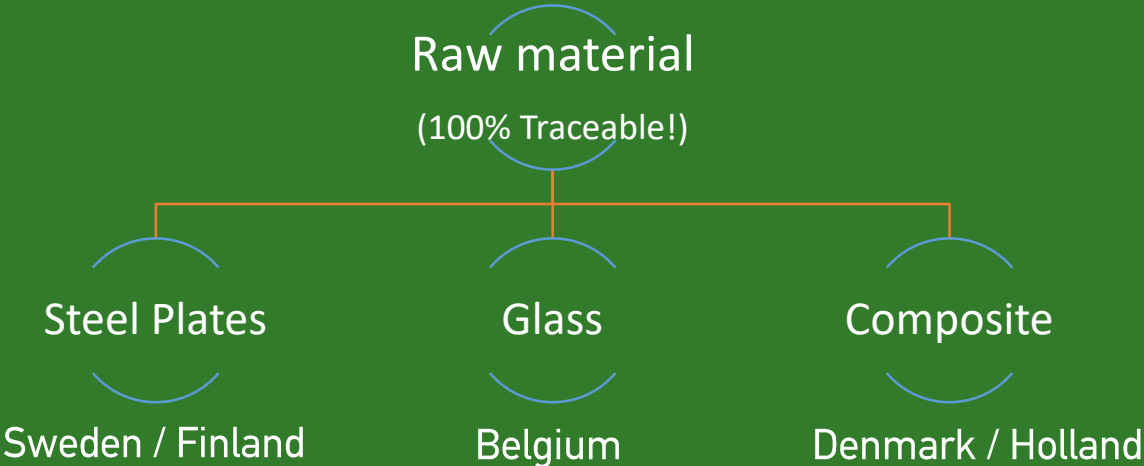 Raw material
(100% Traceable!)
Steel Plates
Glass
Composite
Sweden / Finland
Belgium
Denmark / Holland